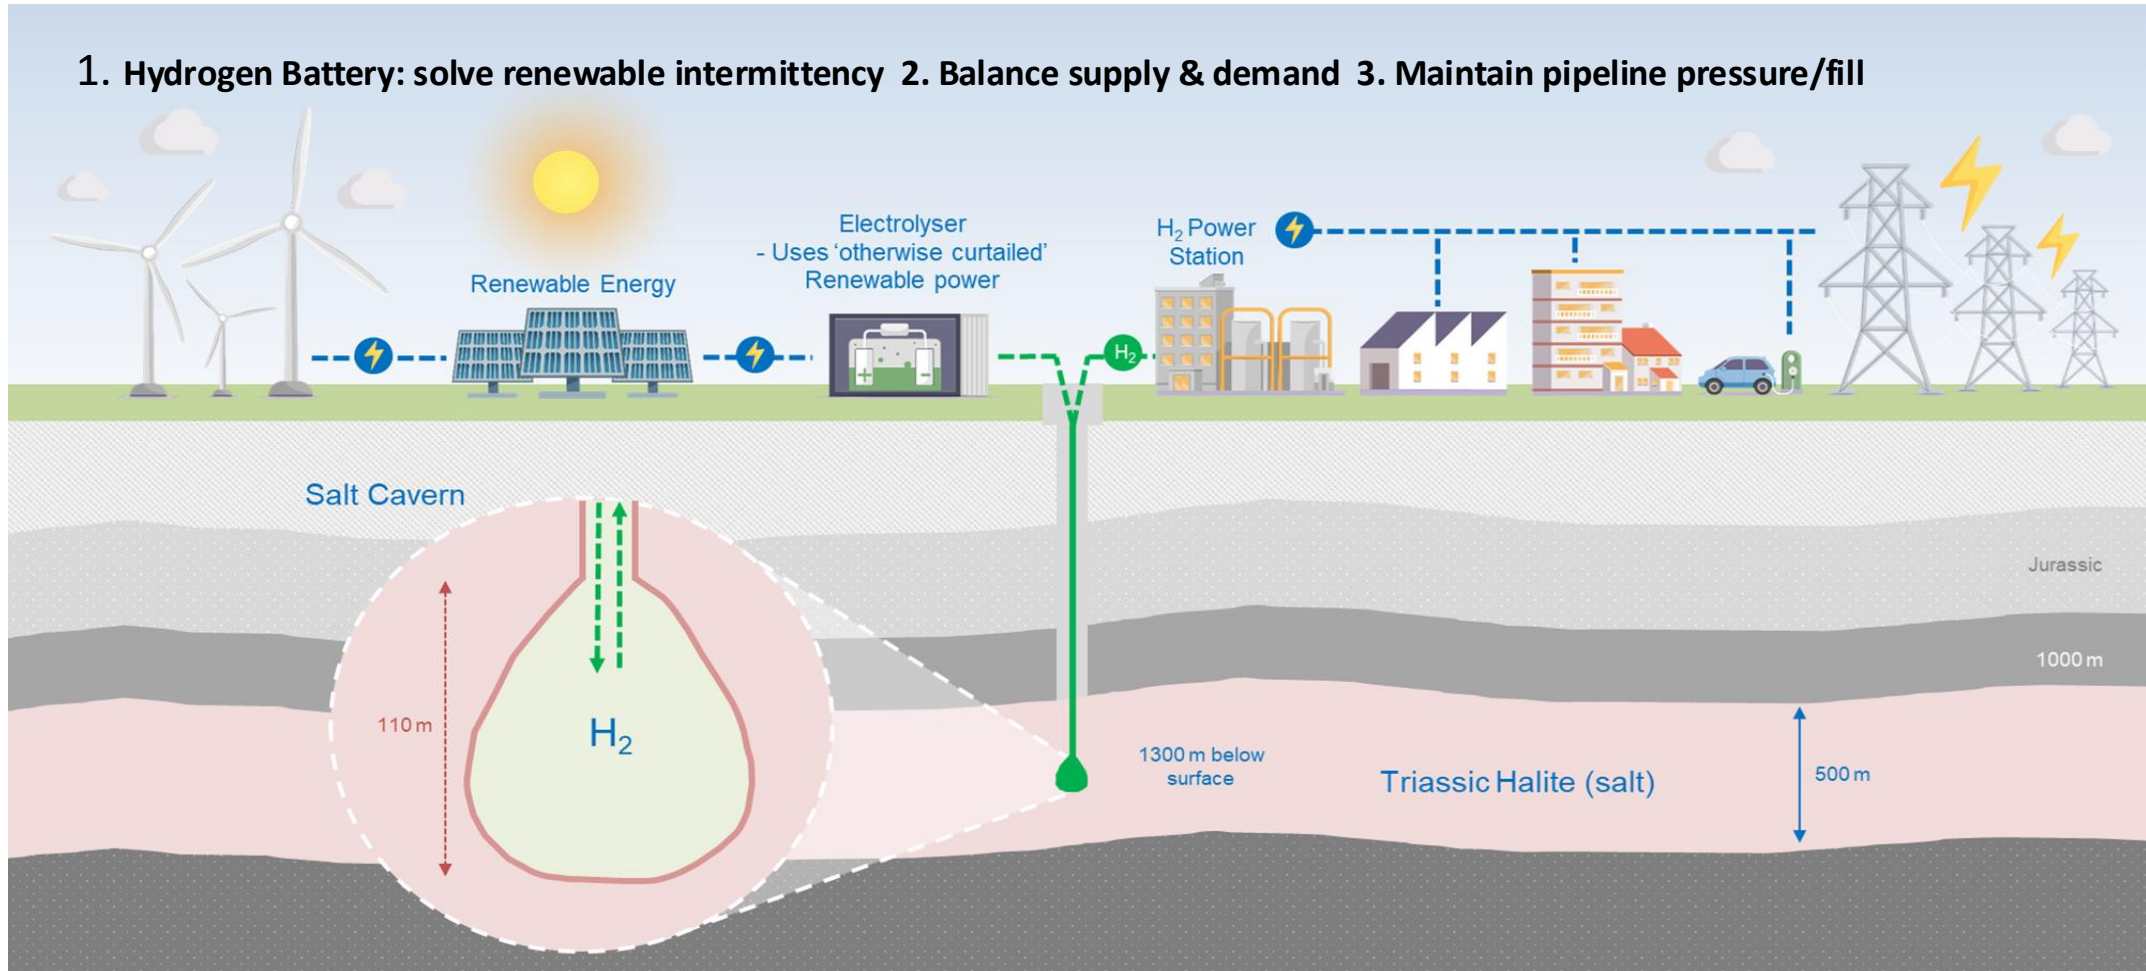 1. Hydrogen Battery: solve renewable intermittency 2. Balance supply & demand 3. Maintain pipeline pressure/fill
Electrolyser
- Uses ‘otherwise curtailed’
Renewable power
H₂ Power
Station
Renewable Energy
H₂
+
-
Salt Cavern
Jurassic
1000 m
110 m
H₂
1300 m below
surface
Triassic Halite (salt)
500 m